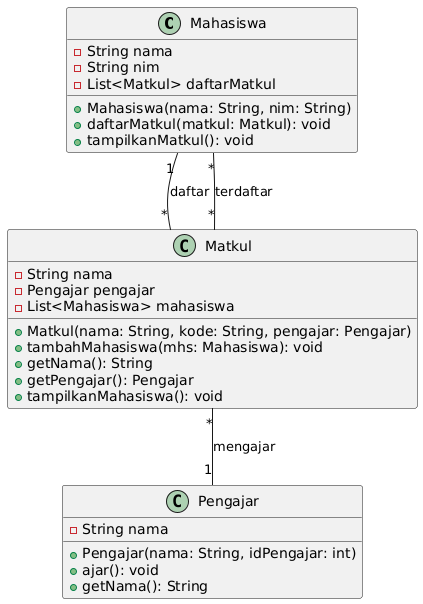 C Mahasiswa
String nama
String nim
List<Matkul> daftarMatkul
Mahasiswa(nama: String, nim: String)
daftarMatkul(matkul: Matkul): void
tampilkanMatkul(): void
1 *
daftar terdaftar
* *
C Matkul
String nama
Pengajar pengajar
List<Mahasiswa> mahasiswa
Matkul(nama: String, kode: String, pengajar: Pengajar)
tambahMahasiswa(mhs: Mahasiswa): void
getNama(): String
getPengajar(): Pengajar
tampilkanMahasiswa(): void
*
mengajar
1
C Pengajar
String nama
Pengajar(nama: String, idPengajar: int)
ajar(): void
getNama(): String